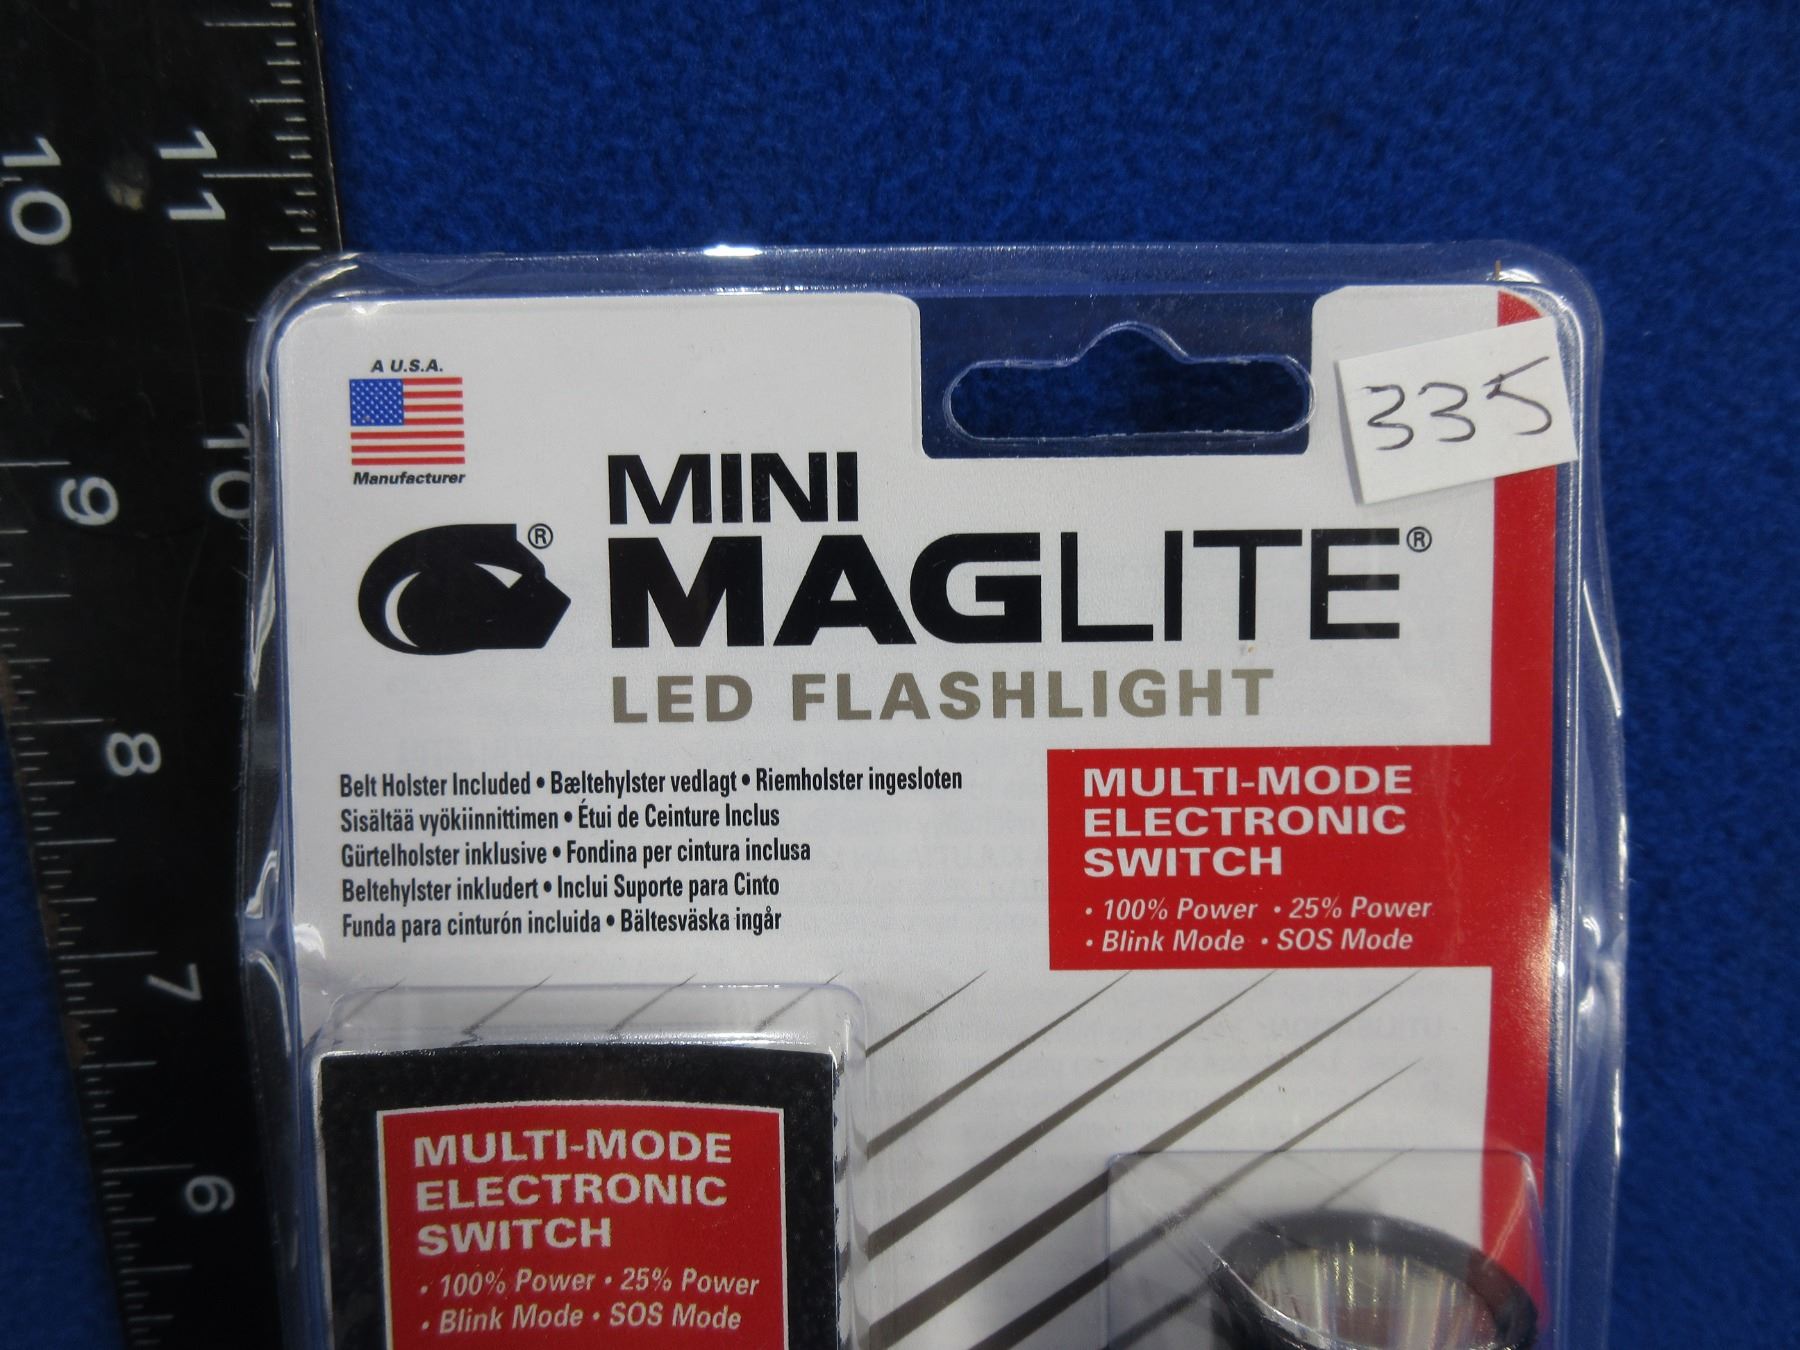 10
11
9
10
8
7
6
335
A U.S.A.
Manufacturer
MINI
MAGLITE®
®
LED FLASHLIGHT
Belt Holster Included • Bæltehylster vedlagt • Riemholster ingesloten
Sisältää vyökiinnittimen • Étui de Ceinture Inclus
Gürtelholster inklusive • Fondina per cintura inclusa
Beltehylster inkludert • Inclui Suporte para Cinto
Funda para cinturón incluida • Bältesväska ingår
MULTI-MODE
ELECTRONIC
SWITCH
• 100% Power • 25% Power
• Blink Mode • SOS Mode
MULTI-MODE
ELECTRONIC
SWITCH
• 100% Power • 25% Power
• Blink Mode • SOS Mode